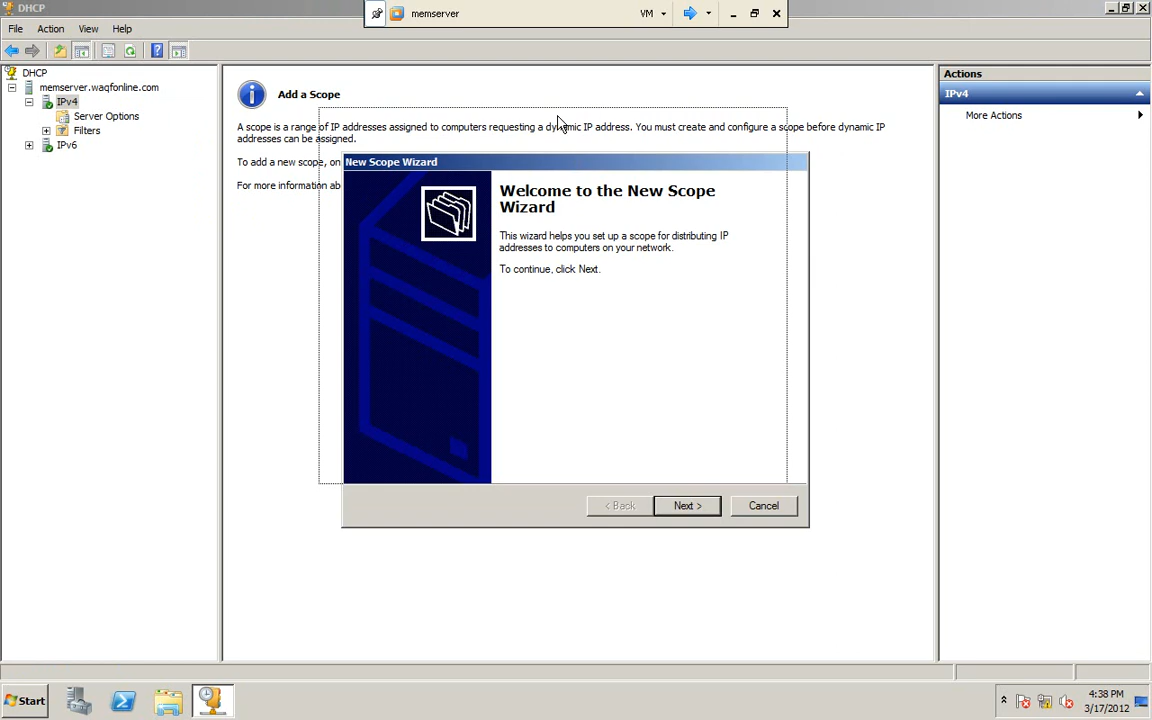 DHCP
memserver
VM
File Action View Help
DHCP
memserver.waqfonline.com
IPv4
Server Options
Filters
IPv6
Add a Scope
A scope is a range of IP addresses assigned to computers requesting a dynamic IP address. You must create and configure a scope before dynamic IP
addresses can be assigned.
To add a new scope, on
For more information ab
New Scope Wizard
Welcome to the New Scope
Wizard
This wizard helps you set up a scope for distributing IP
addresses to computers on your network.
To continue, click Next.
< Back Next > Cancel
Actions
IPv4
More Actions
Start
4:38 PM
3/17/2012